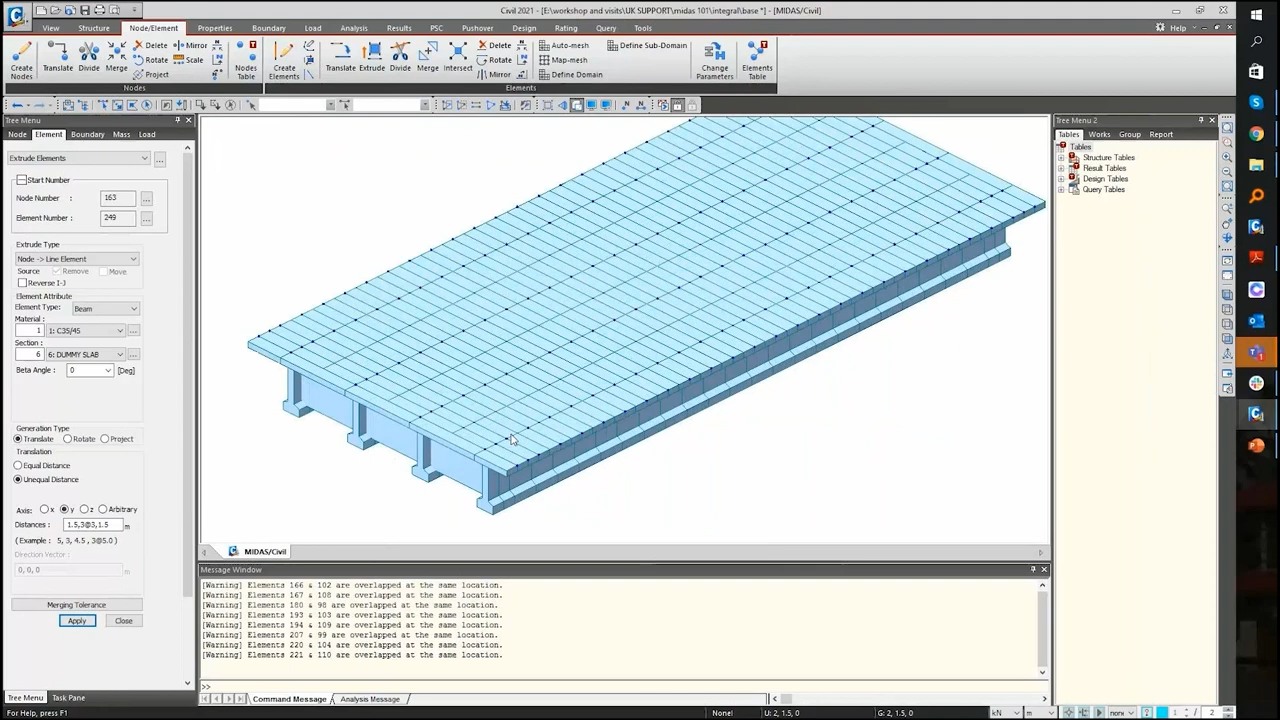 Civil 2021 - [E:\workshop and visits\UK SUPPORT\midas 101\integral\base *] - [MIDAS/Civil]
View Structure Node/Element Properties Boundary Load Analysis Results PSC Pushover Design Rating Query Tools Help
Create Nodes Translate Divide Merge Delete Rotate Project Mirror Scale Nodes Table
Create Elements Translate Extrude Divide Merge Intersect Delete Rotate Mirror Auto-mesh Map-mesh Define Domain Define Sub-Domain Change Parameters Elements Table
Nodes Elements
Tree Menu
Node Element Boundary Mass Load
Extrude Elements
Start Number
Node Number : 163
Element Number : 249
Extrude Type
Node -> Line Element
Source Remove Move
Reverse I-J
Element Attribute
Element Type: Beam
Material :
1 1: C35/45
Section :
6 6: DUMMY SLAB
Beta Angle : 0 [Deg]
Generation Type
Translate Rotate Project
Translation
Equal Distance
Unequal Distance
Axis: x y z Arbitrary
Distances : 1.5,3@3,1.5 m
( Example : 5, 3, 4.5 , 3@5.0 )
Direction Vector :
0, 0, 0 m
Merging Tolerance
Apply Close
Tree Menu Task Pane
MIDAS/Civil
Message Window
[Warning] Elements 166 & 102 are overlapped at the same location.
[Warning] Elements 167 & 108 are overlapped at the same location.
[Warning] Elements 180 & 98 are overlapped at the same location.
[Warning] Elements 193 & 103 are overlapped at the same location.
[Warning] Elements 194 & 109 are overlapped at the same location.
[Warning] Elements 207 & 99 are overlapped at the same location.
[Warning] Elements 220 & 104 are overlapped at the same location.
[Warning] Elements 221 & 110 are overlapped at the same location.
>>
Command Message Analysis Message
Tree Menu 2
Tables Works Group Report
Tables
Structure Tables
Result Tables
Design Tables
Query Tables
For Help, press F1 None! U: 2, 1.5, 0 G: 2, 1.5, 0 kN m none ? 1 / 2